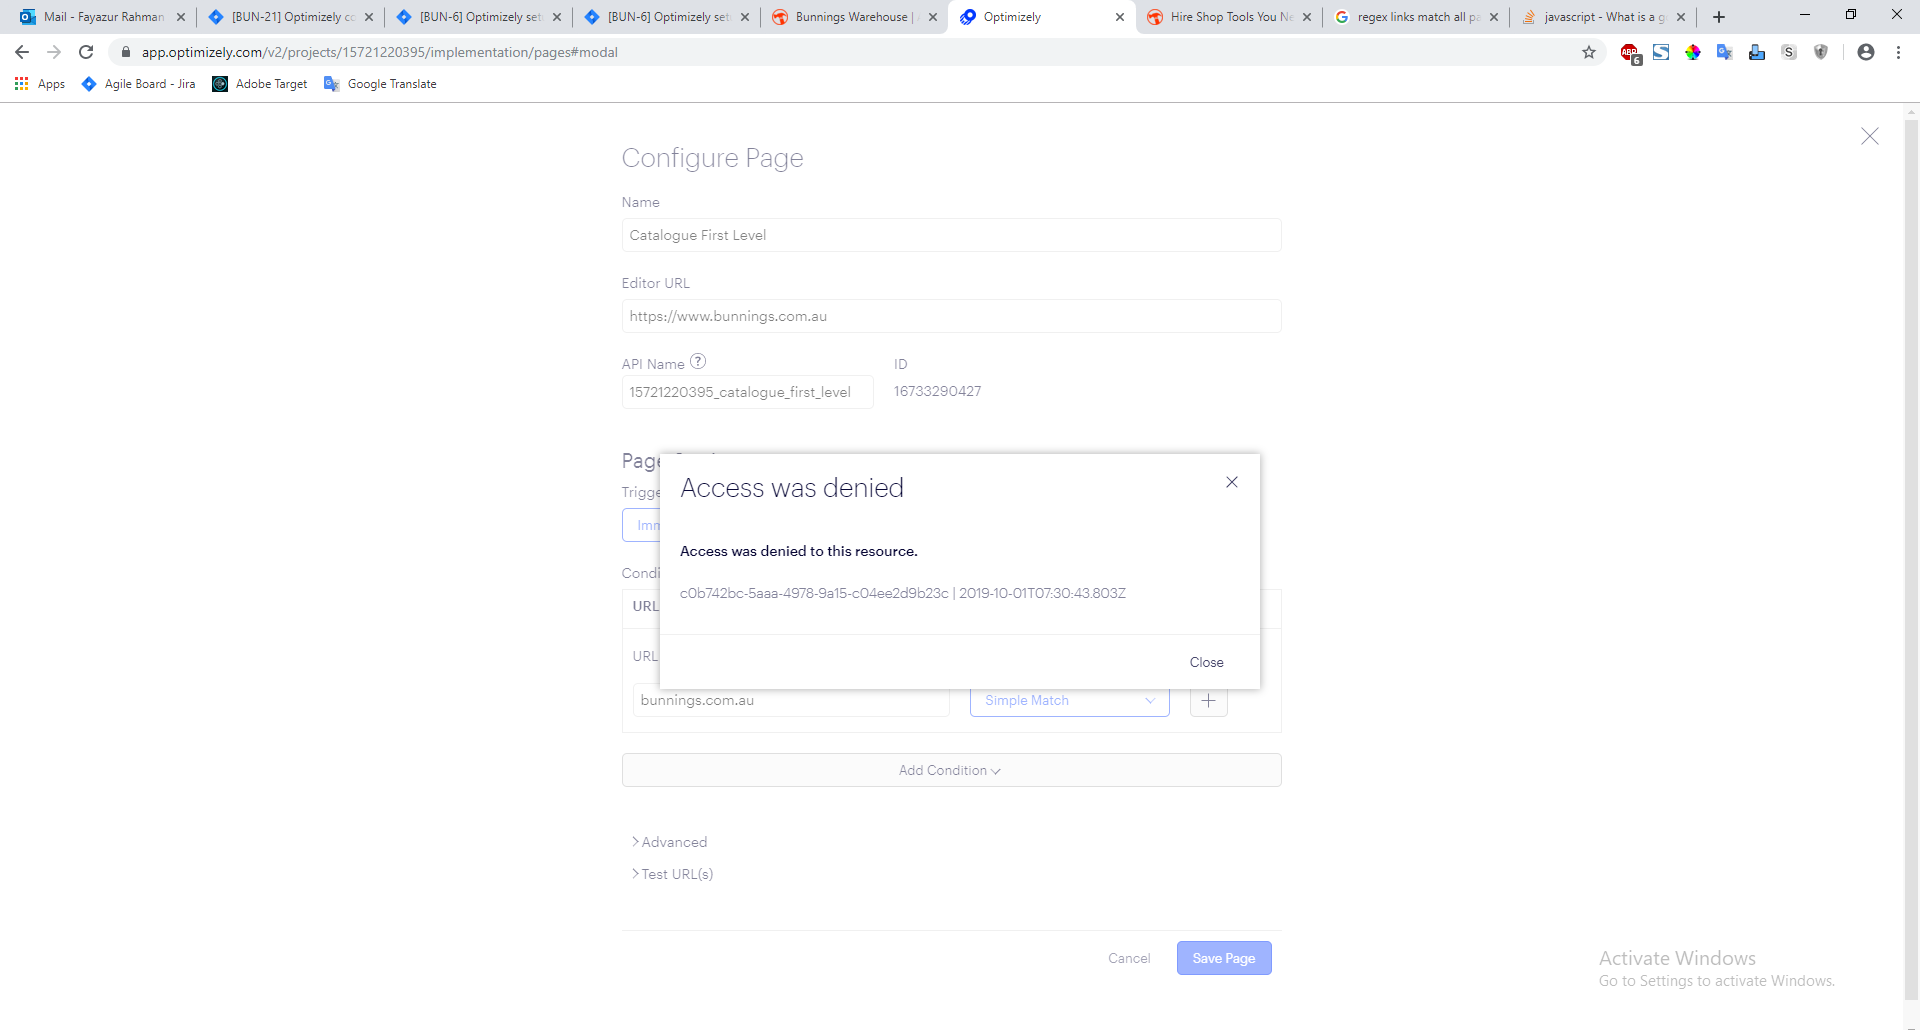 Mail - Fayazur Rahman
[BUN-21] Optimizely co
[BUN-6] Optimizely set
[BUN-6] Optimizely set
Bunnings Warehouse |
Optimizely
Hire Shop Tools You Ne
regex links match all pa
javascript - What is a g
app.optimizely.com/v2/projects/15721220395/implementation/pages#modal
ABP
6
S
Apps
Agile Board - Jira
Adobe Target
Google Translate
Configure Page
Name
Catalogue First Level
Editor URL
https://www.bunnings.com.au
API Name ?
ID
15721220395_catalogue_first_level
16733290427
Page
Trigge
Imm
Access was denied
Access was denied to this resource.
c0b742bc-5aaa-4978-9a15-c04ee2d9b23c | 2019-10-01T07:30:43.803Z
Close
Condi
URL
URL
bunnings.com.au
Simple Match
Add Condition
Advanced
Test URL(s)
Cancel
Save Page
Activate Windows
Go to Settings to activate Windows.